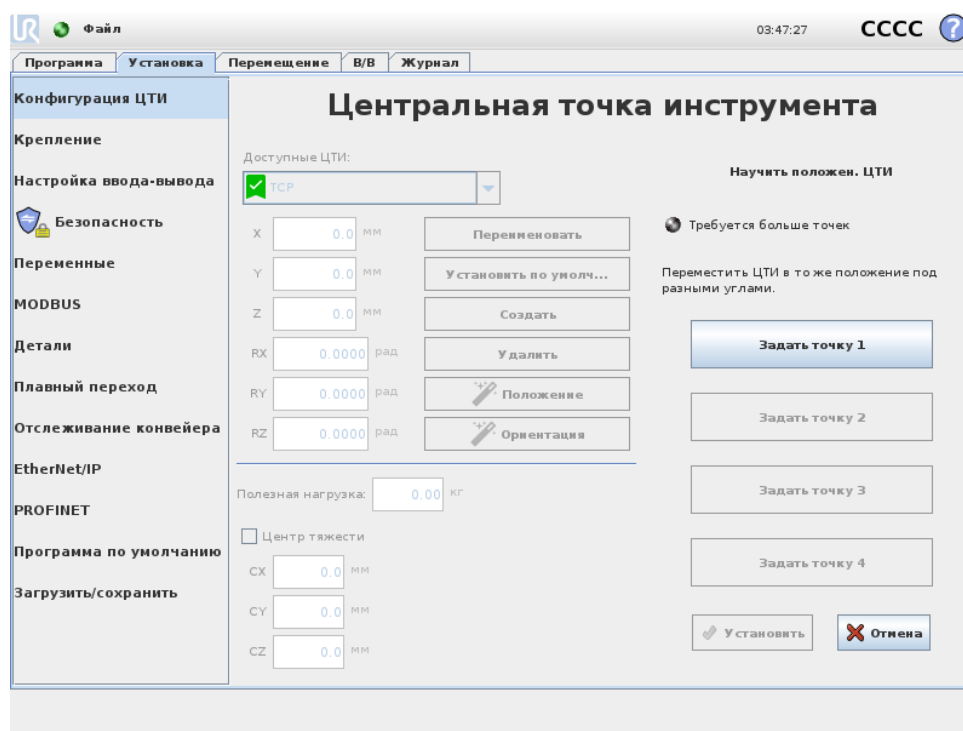 UR Файл 03:47:27 CCCC ?
Программа Установка Перемещение В/В Журнал
Конфигурация ЦТИ
Крепление
Настройка ввода-вывода
Безопасность
Переменные
MODBUS
Детали
Плавный переход
Отслеживание конвейера
EtherNet/IP
PROFINET
Программа по умолчанию
Загрузить/сохранить
Центральная точка инструмента
Доступные ЦТИ:
TCP
X 0.0 мм Переименовать
Y 0.0 мм Установить по умолч...
Z 0.0 мм Создать
RX 0.0000 рад Удалить
RY 0.0000 рад Положение
RZ 0.0000 рад Ориентация
Полезная нагрузка: 0.00 кг
Центр тяжести
CX 0.0 мм
CY 0.0 мм
CZ 0.0 мм
Научить положен. ЦТИ
Требуется больше точек
Переместить ЦТИ в то же положение под
разными углами.
Задать точку 1
Задать точку 2
Задать точку 3
Задать точку 4
Установить Отмена